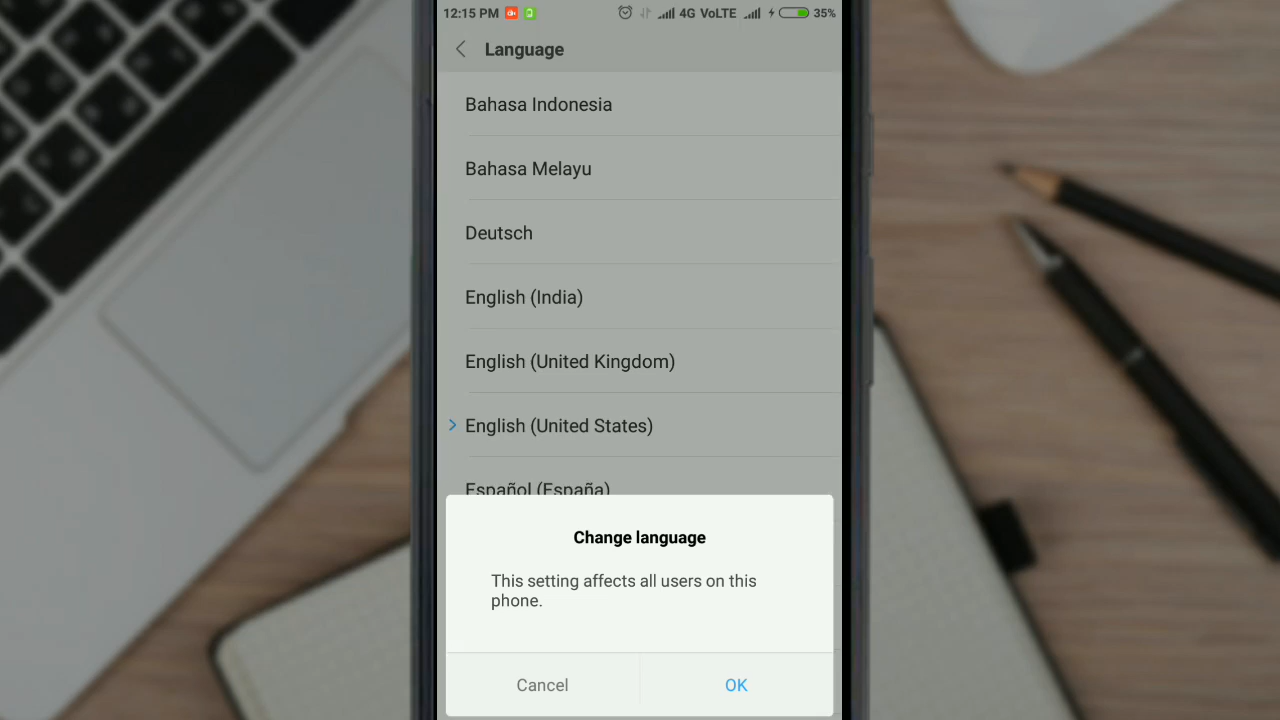 12:15 PM 4G VoLTE 35%
Language
Bahasa Indonesia
Bahasa Melayu
Deutsch
English (India)
English (United Kingdom)
English (United States)
Español (España)
Change language
This setting affects all users on this
phone.
Cancel OK